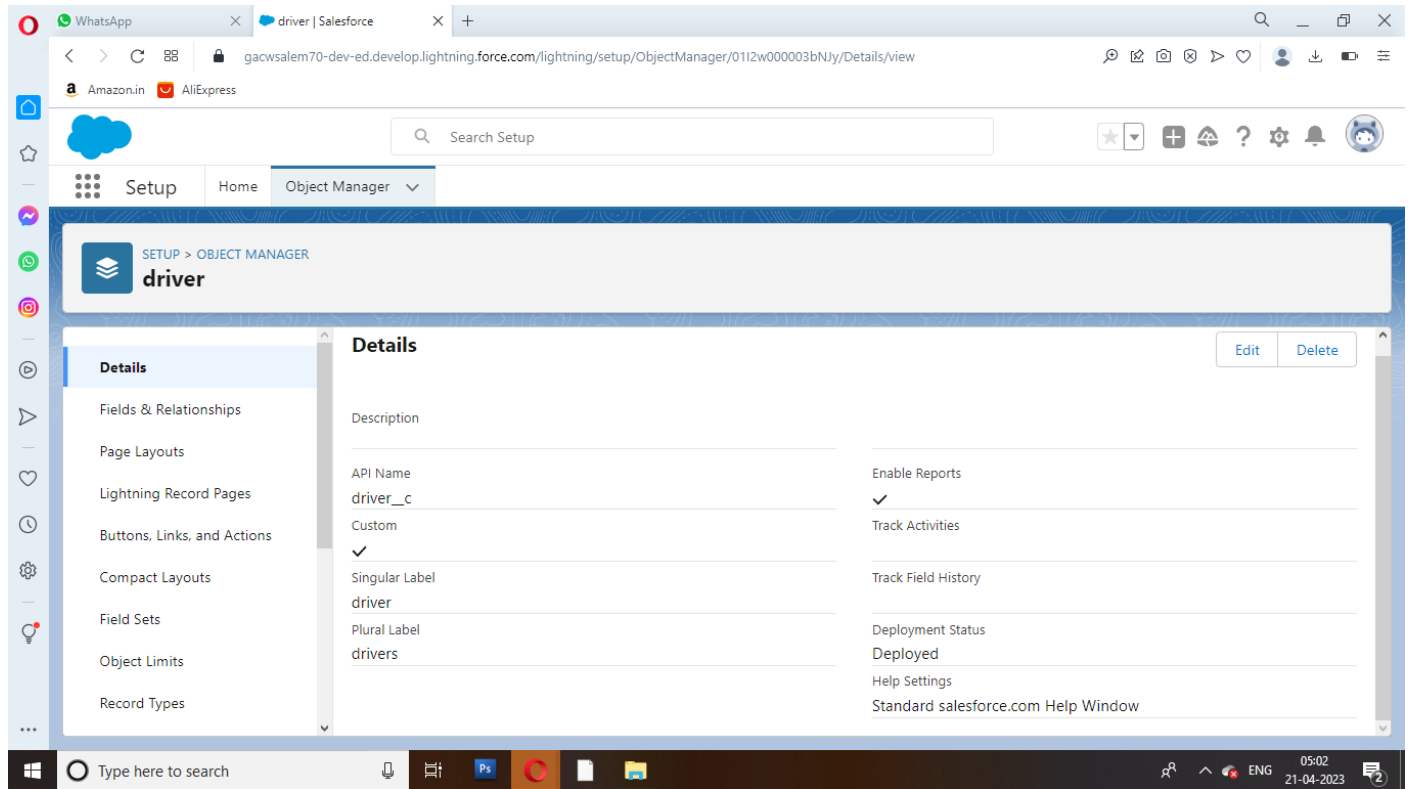 WhatsApp
driver | Salesforce
gacwsalem70-dev-ed.develop.lightning.force.com/lightning/setup/ObjectManager/01I2w000003bNJy/Details/view
a Amazon.in AliExpress
Search Setup
Setup Home Object Manager
SETUP > OBJECT MANAGER
driver
Details
Fields & Relationships
Page Layouts
Lightning Record Pages
Buttons, Links, and Actions
Compact Layouts
Field Sets
Object Limits
Record Types
Details
Edit Delete
Description
API Name
driver__c
Custom
Singular Label
driver
Plural Label
drivers
Enable Reports
Track Activities
Track Field History
Deployment Status
Deployed
Help Settings
Standard salesforce.com Help Window
Type here to search
Ps
ENG
05:02
21-04-2023
2